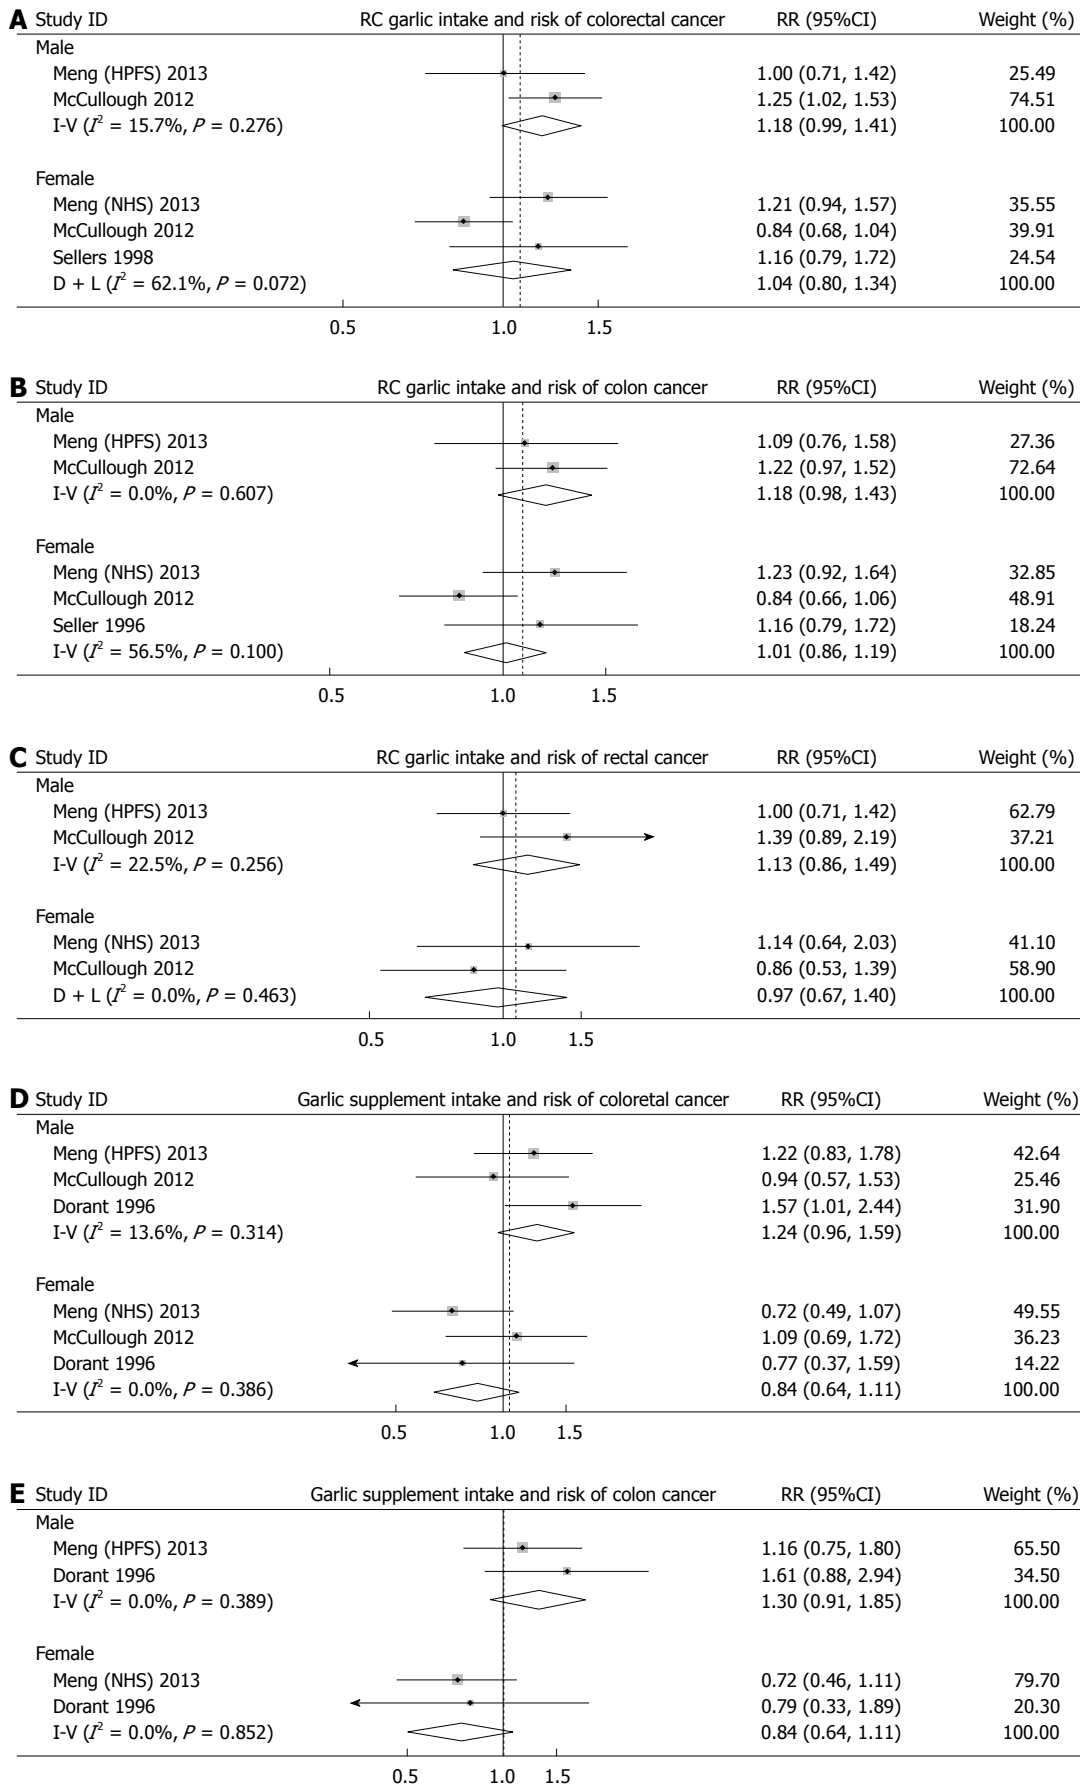 A Study ID RC garlic intake and risk of colorectal cancer RR (95%CI) Weight (%)
Male
Meng (HPFS) 2013 1.00 (0.71, 1.42) 25.49
McCullough 2012 1.25 (1.02, 1.53) 74.51
I-V (I² = 15.7%, P = 0.276) 1.18 (0.99, 1.41) 100.00
Female
Meng (NHS) 2013 1.21 (0.94, 1.57) 35.55
McCullough 2012 0.84 (0.68, 1.04) 39.91
Sellers 1998 1.16 (0.79, 1.72) 24.54
D + L (I² = 62.1%, P = 0.072) 1.04 (0.80, 1.34) 100.00
0.5 1.0 1.5
B Study ID RC garlic intake and risk of colon cancer RR (95%CI) Weight (%)
Male
Meng (HPFS) 2013 1.09 (0.76, 1.58) 27.36
McCullough 2012 1.22 (0.97, 1.52) 72.64
I-V (I² = 0.0%, P = 0.607) 1.18 (0.98, 1.43) 100.00
Female
Meng (NHS) 2013 1.23 (0.92, 1.64) 32.85
McCullough 2012 0.84 (0.66, 1.06) 48.91
Seller 1996 1.16 (0.79, 1.72) 18.24
I-V (I² = 56.5%, P = 0.100) 1.01 (0.86, 1.19) 100.00
0.5 1.0 1.5
C Study ID RC garlic intake and risk of rectal cancer RR (95%CI) Weight (%)
Male
Meng (HPFS) 2013 1.00 (0.71, 1.42) 62.79
McCullough 2012 1.39 (0.89, 2.19) 37.21
I-V (I² = 22.5%, P = 0.256) 1.13 (0.86, 1.49) 100.00
Female
Meng (NHS) 2013 1.14 (0.64, 2.03) 41.10
McCullough 2012 0.86 (0.53, 1.39) 58.90
D + L (I² = 0.0%, P = 0.463) 0.97 (0.67, 1.40) 100.00
0.5 1.0 1.5
D Study ID Garlic supplement intake and risk of coloretal cancer RR (95%CI) Weight (%)
Male
Meng (HPFS) 2013 1.22 (0.83, 1.78) 42.64
McCullough 2012 0.94 (0.57, 1.53) 25.46
Dorant 1996 1.57 (1.01, 2.44) 31.90
I-V (I² = 13.6%, P = 0.314) 1.24 (0.96, 1.59) 100.00
Female
Meng (NHS) 2013 0.72 (0.49, 1.07) 49.55
McCullough 2012 1.09 (0.69, 1.72) 36.23
Dorant 1996 0.77 (0.37, 1.59) 14.22
I-V (I² = 0.0%, P = 0.386) 0.84 (0.64, 1.11) 100.00
0.5 1.0 1.5
E Study ID Garlic supplement intake and risk of colon cancer RR (95%CI) Weight (%)
Male
Meng (HPFS) 2013 1.16 (0.75, 1.80) 65.50
Dorant 1996 1.61 (0.88, 2.94) 34.50
I-V (I² = 0.0%, P = 0.389) 1.30 (0.91, 1.85) 100.00
Female
Meng (NHS) 2013 0.72 (0.46, 1.11) 79.70
Dorant 1996 0.79 (0.33, 1.89) 20.30
I-V (I² = 0.0%, P = 0.852) 0.84 (0.64, 1.11) 100.00
0.5 1.0 1.5